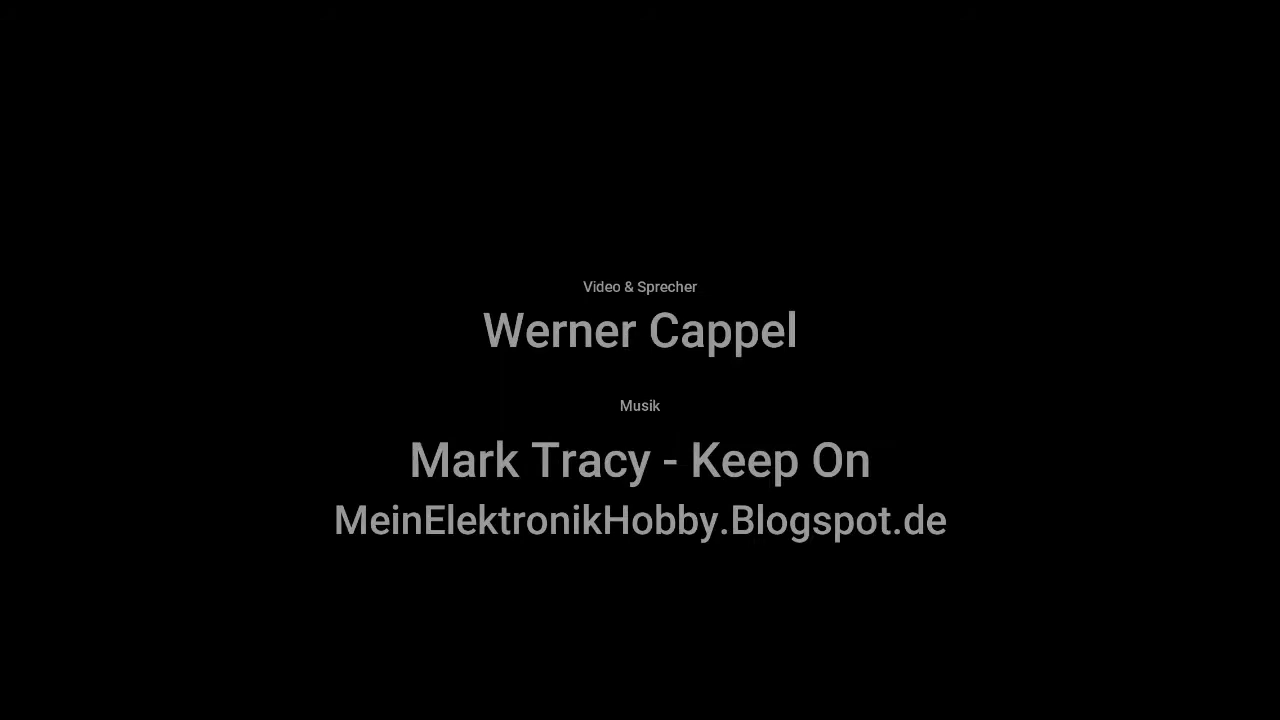 Video & Sprecher
Werner Cappel
Musik
Mark Tracy - Keep On
MeinElektronikHobby.Blogspot.de